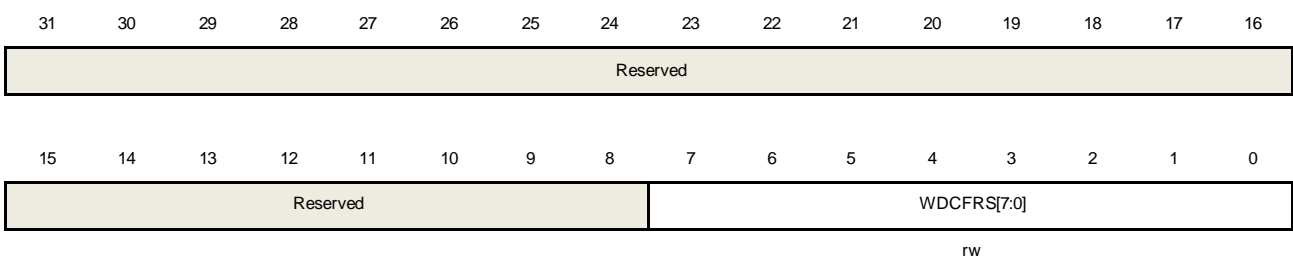 31 30 29 28 27 26 25 24 23 22 21 20 19 18 17 16
Reserved
15 14 13 12 11 10 9 8 7 6 5 4 3 2 1 0
Reserved WDCFRS[7:0]
rw